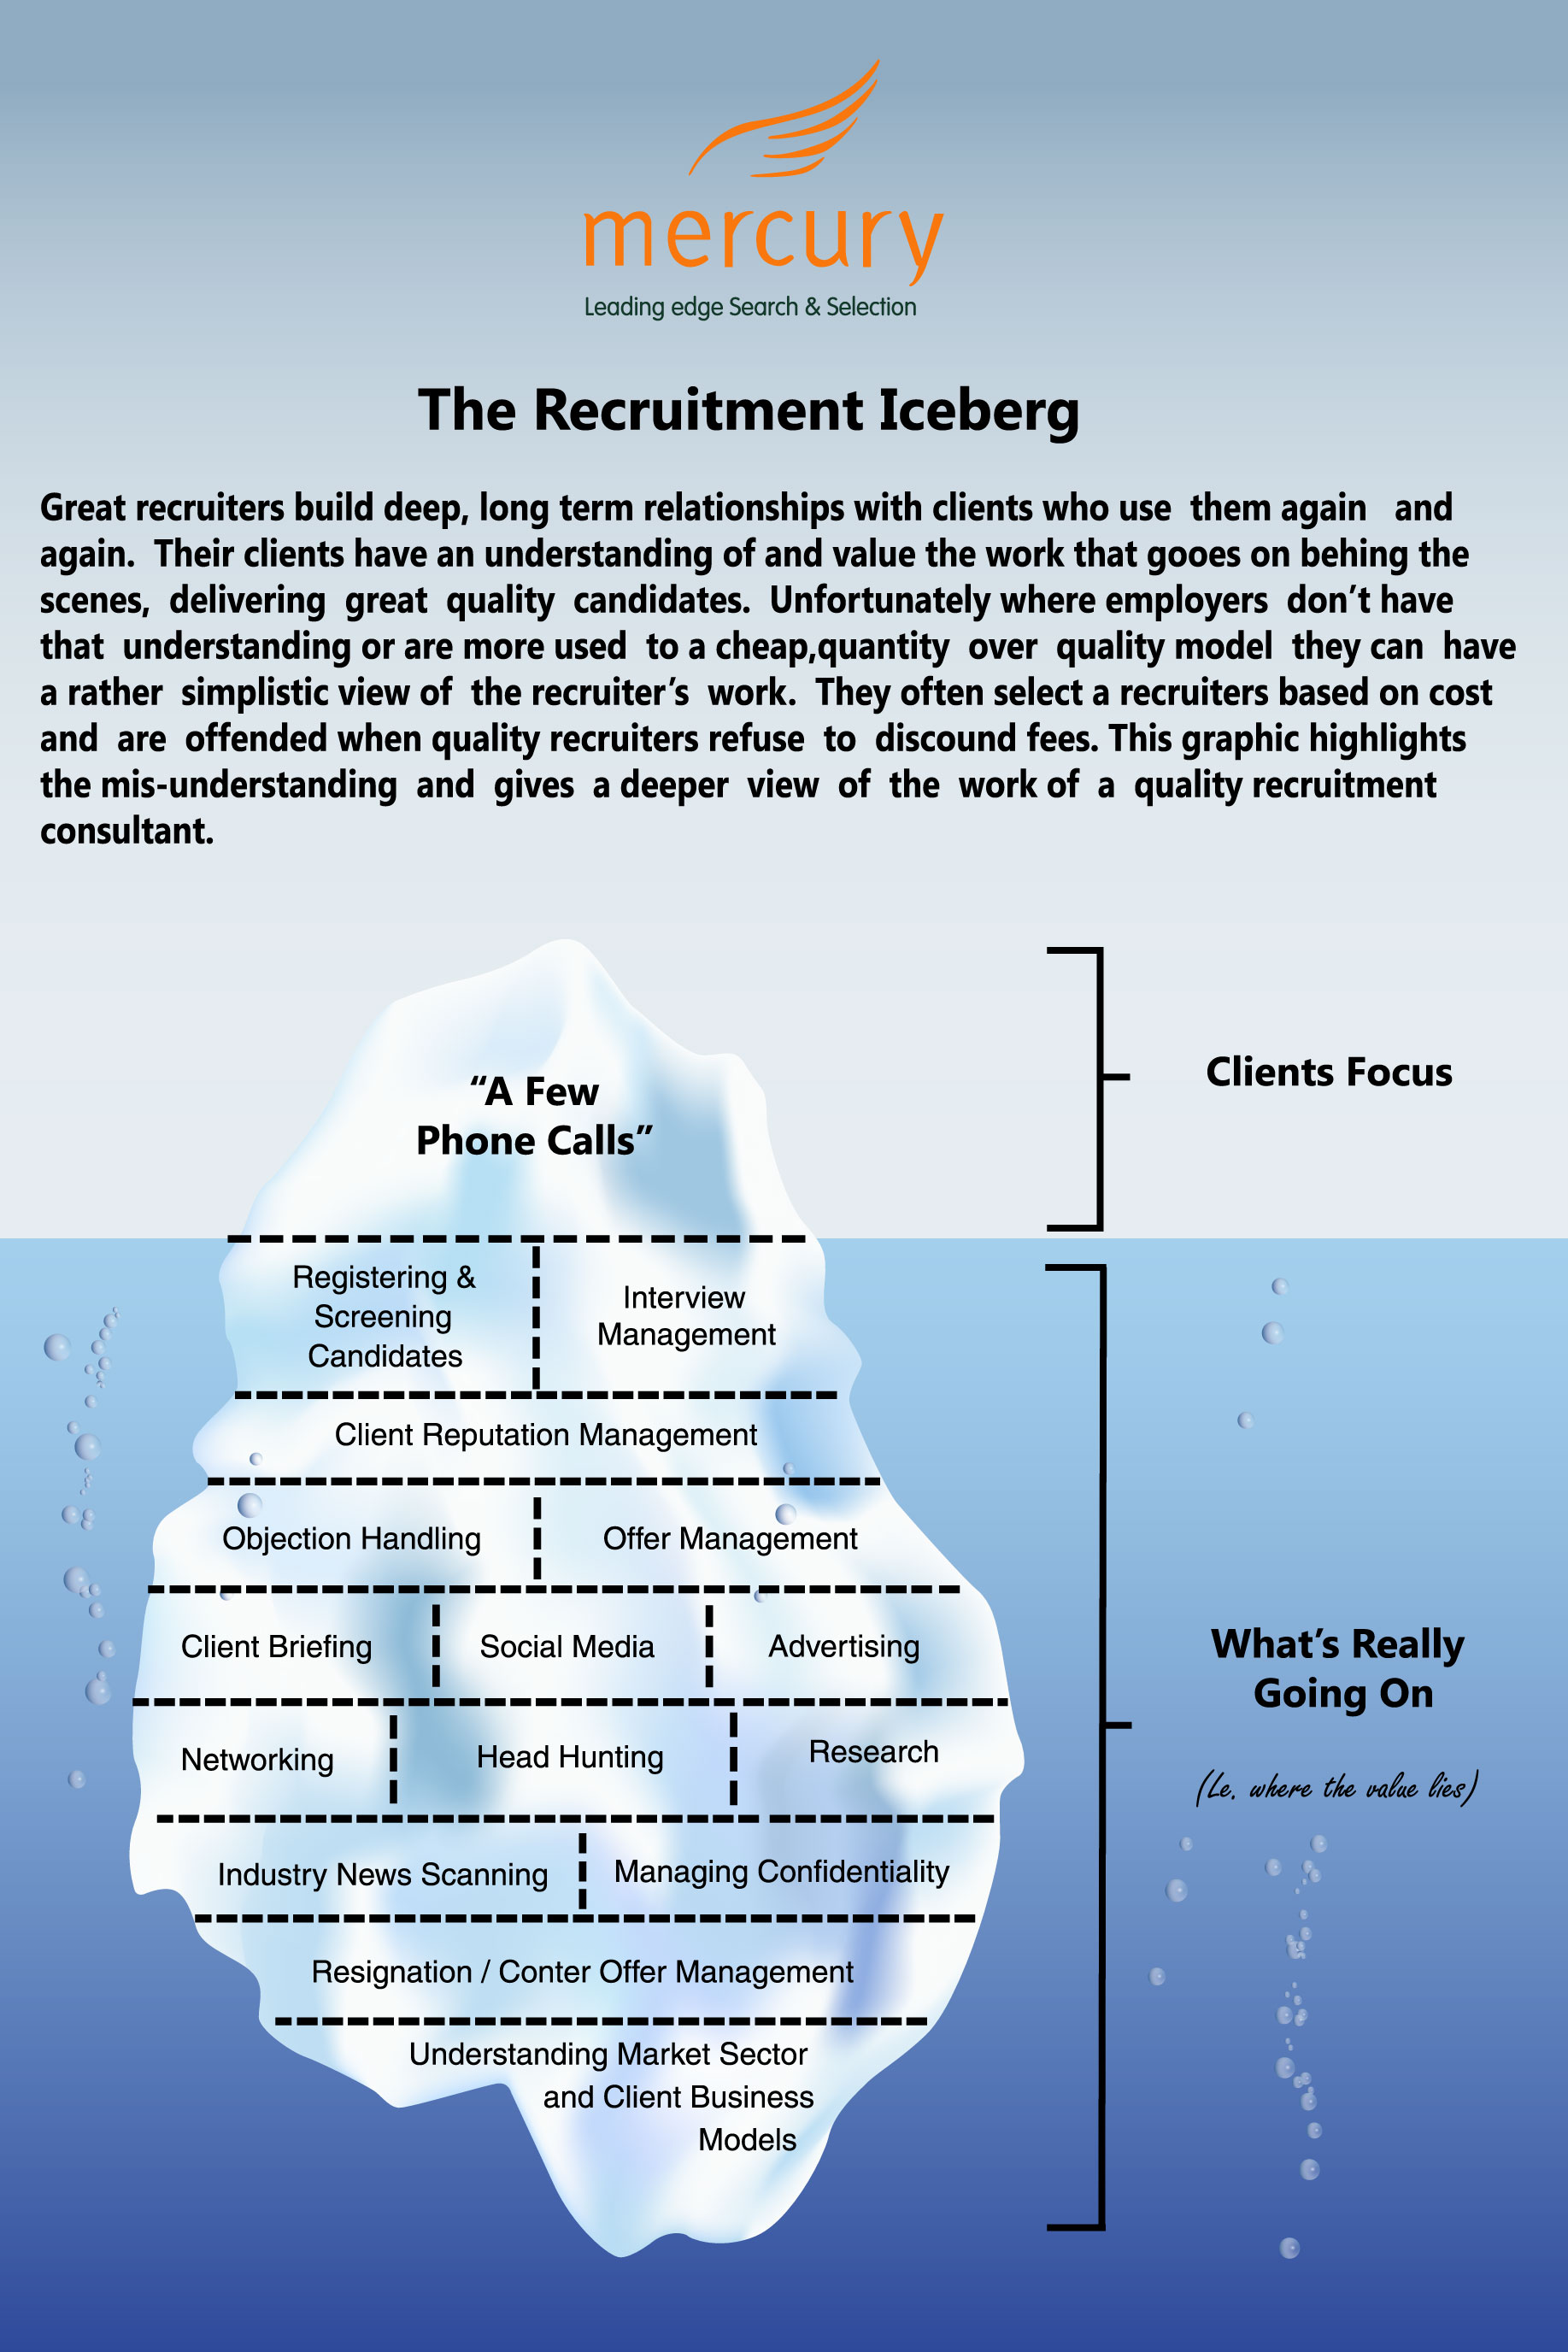 mercury
Leading edge Search & Selection
The Recruitment Iceberg
Great recruiters build deep, long term relationships with clients who use them again and
again. Their clients have an understanding of and value the work that gooes on behing the
scenes, delivering great quality candidates. Unfortunately where employers don’t have
that understanding or are more used to a cheap,quantity over quality model they can have
a rather simplistic view of the recruiter’s work. They often select a recruiters based on cost
and are offended when quality recruiters refuse to discound fees. This graphic highlights
the mis-understanding and gives a deeper view of the work of a quality recruitment
consultant.
“A Few
Phone Calls”
Clients Focus
Registering &
Screening
Candidates
Interview
Management
Client Reputation Management
Objection Handling
Offer Management
Client Briefing
Social Media
Advertising
Networking
Head Hunting
Research
Industry News Scanning
Managing Confidentiality
Resignation / Conter Offer Management
Understanding Market Sector
and Client Business
Models
What’s Really
Going On
(I.e. where the value lies)